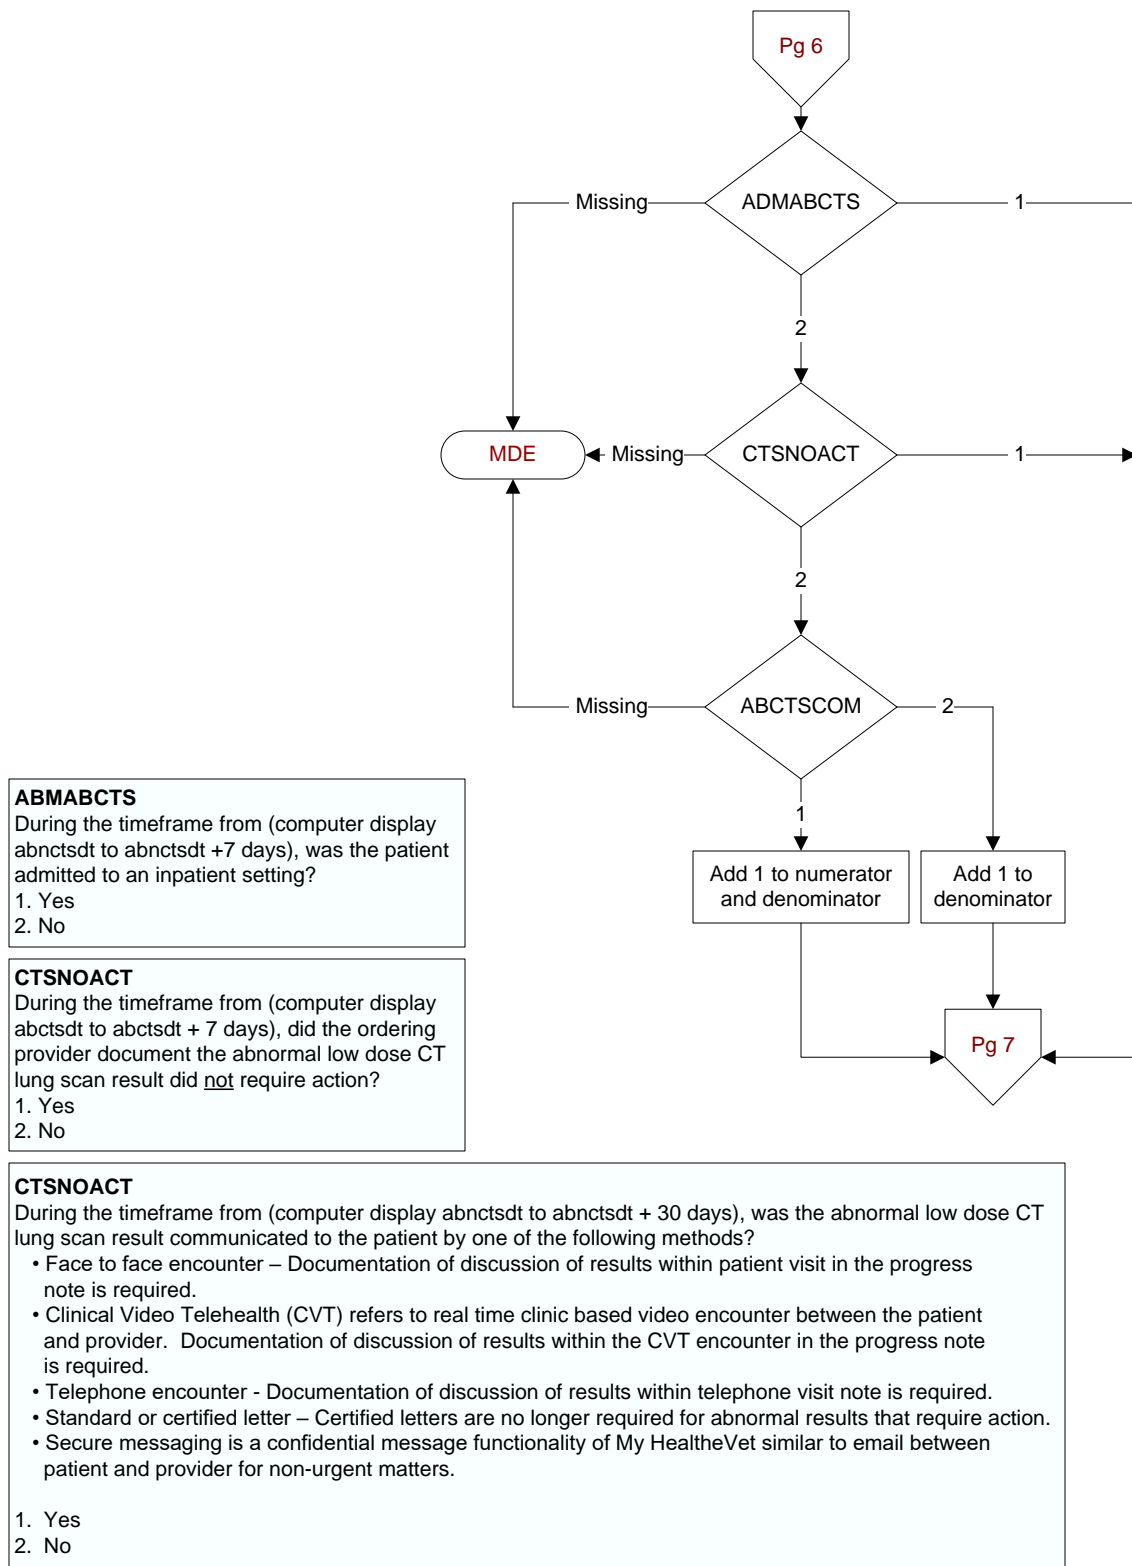 Pg 6
ADMABCTS
Missing
1
2
MDE
Missing
CTSNOACT
1
2
Missing
ABCTSCOM
2
1
Add 1 to numerator
and denominator
Add 1 to
denominator
Pg 7
ABMABCTS
During the timeframe from (computer display
abnctsdt to abnctsdt +7 days), was the patient
admitted to an inpatient setting?
1. Yes
2. No
CTSNOACT
During the timeframe from (computer display
abctsdt to abctsdt + 7 days), did the ordering
provider document the abnormal low dose CT
lung scan result did not require action?
1. Yes
2. No
CTSNOACT
During the timeframe from (computer display abnctsdt to abnctsdt + 30 days), was the abnormal low dose CT
lung scan result communicated to the patient by one of the following methods?
• Face to face encounter – Documentation of discussion of results within patient visit in the progress
note is required.
• Clinical Video Telehealth (CVT) refers to real time clinic based video encounter between the patient
and provider.  Documentation of discussion of results within the CVT encounter in the progress note
is required.
• Telephone encounter - Documentation of discussion of results within telephone visit note is required.
• Standard or certified letter – Certified letters are no longer required for abnormal results that require action.
• Secure messaging is a confidential message functionality of My HealtheVet similar to email between
patient and provider for non-urgent matters.
1.  Yes
2.  No